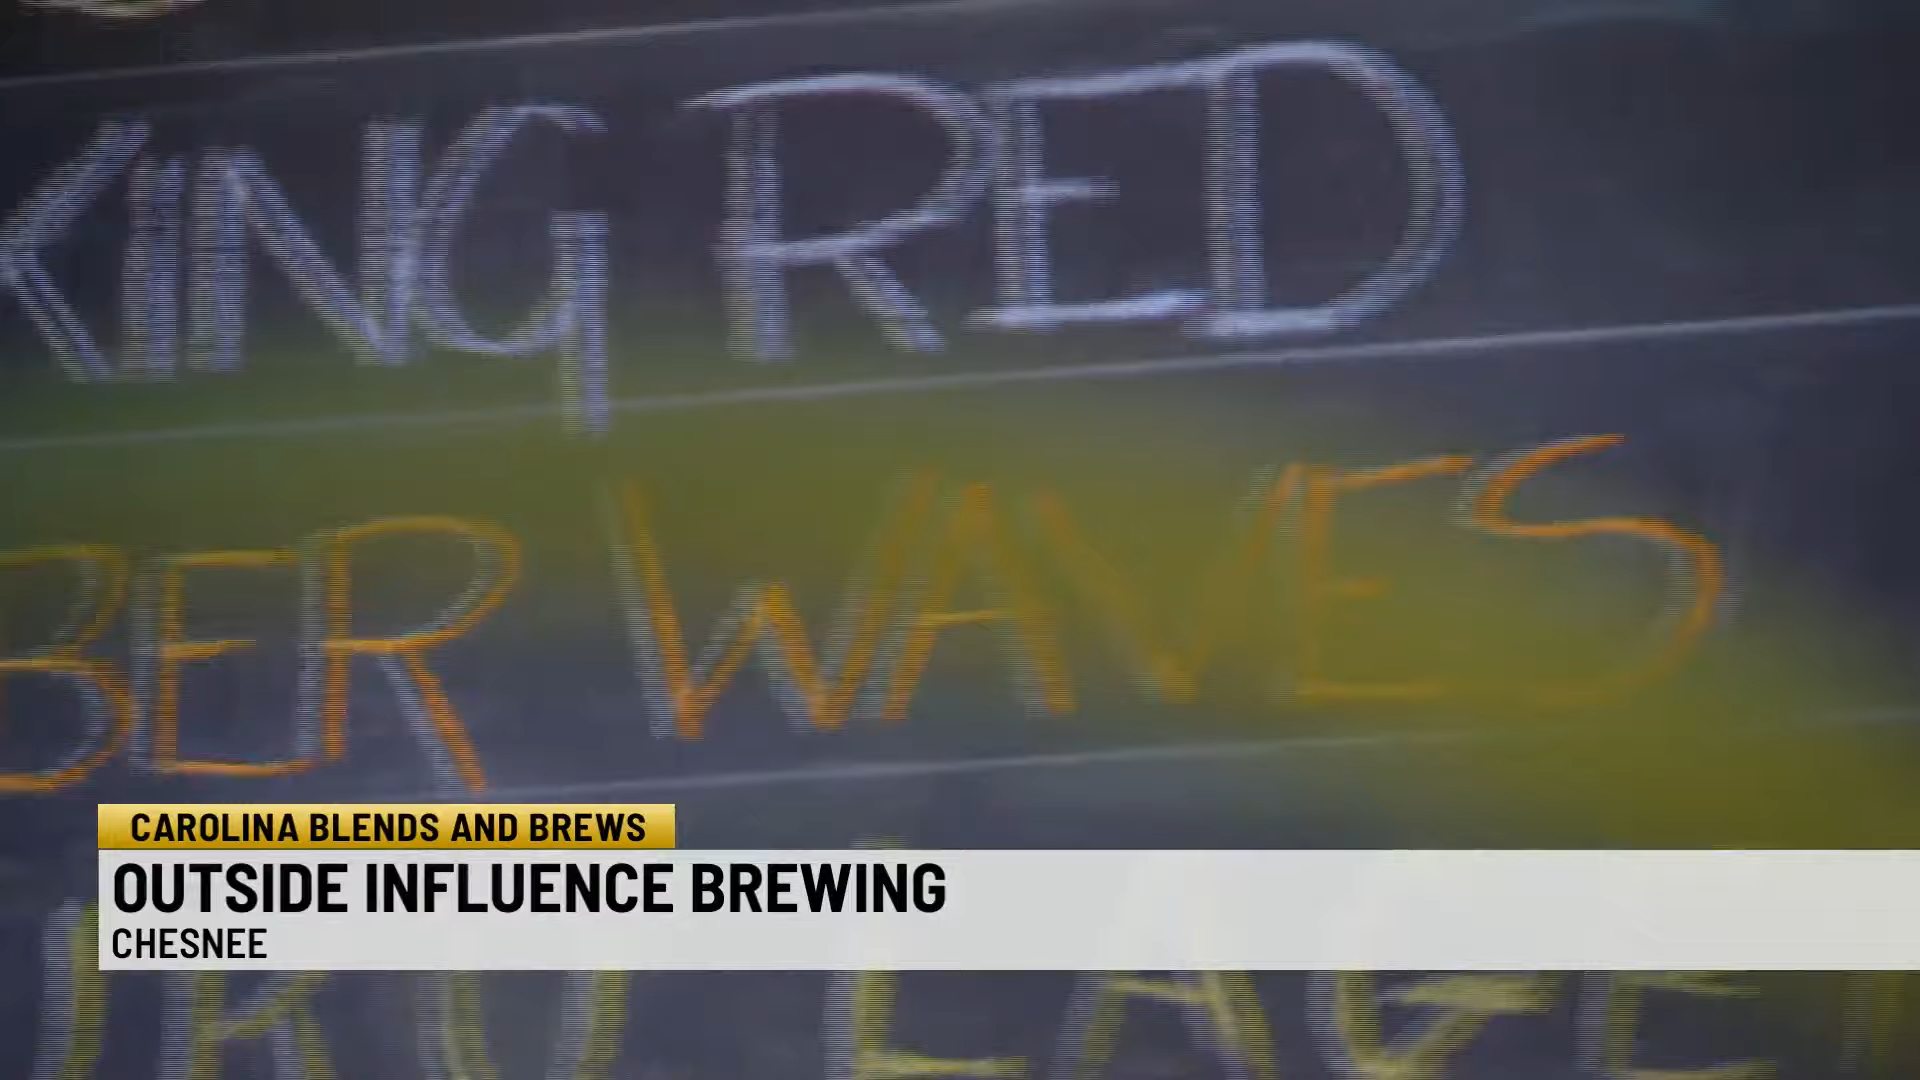 KING RED
BER WAVES
CAROLINA BLENDS AND BREWS
OUTSIDE INFLUENCE BREWING
CHESNEE